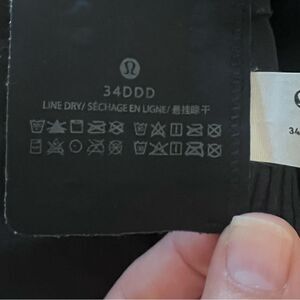 34DDD
LINE DRY/ SÉCHAGE EN LIGNE/ 悬挂晾干
34